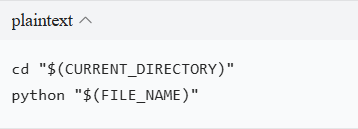 plaintext
cd "$(CURRENT_DIRECTORY)"
python "$(FILE_NAME)"